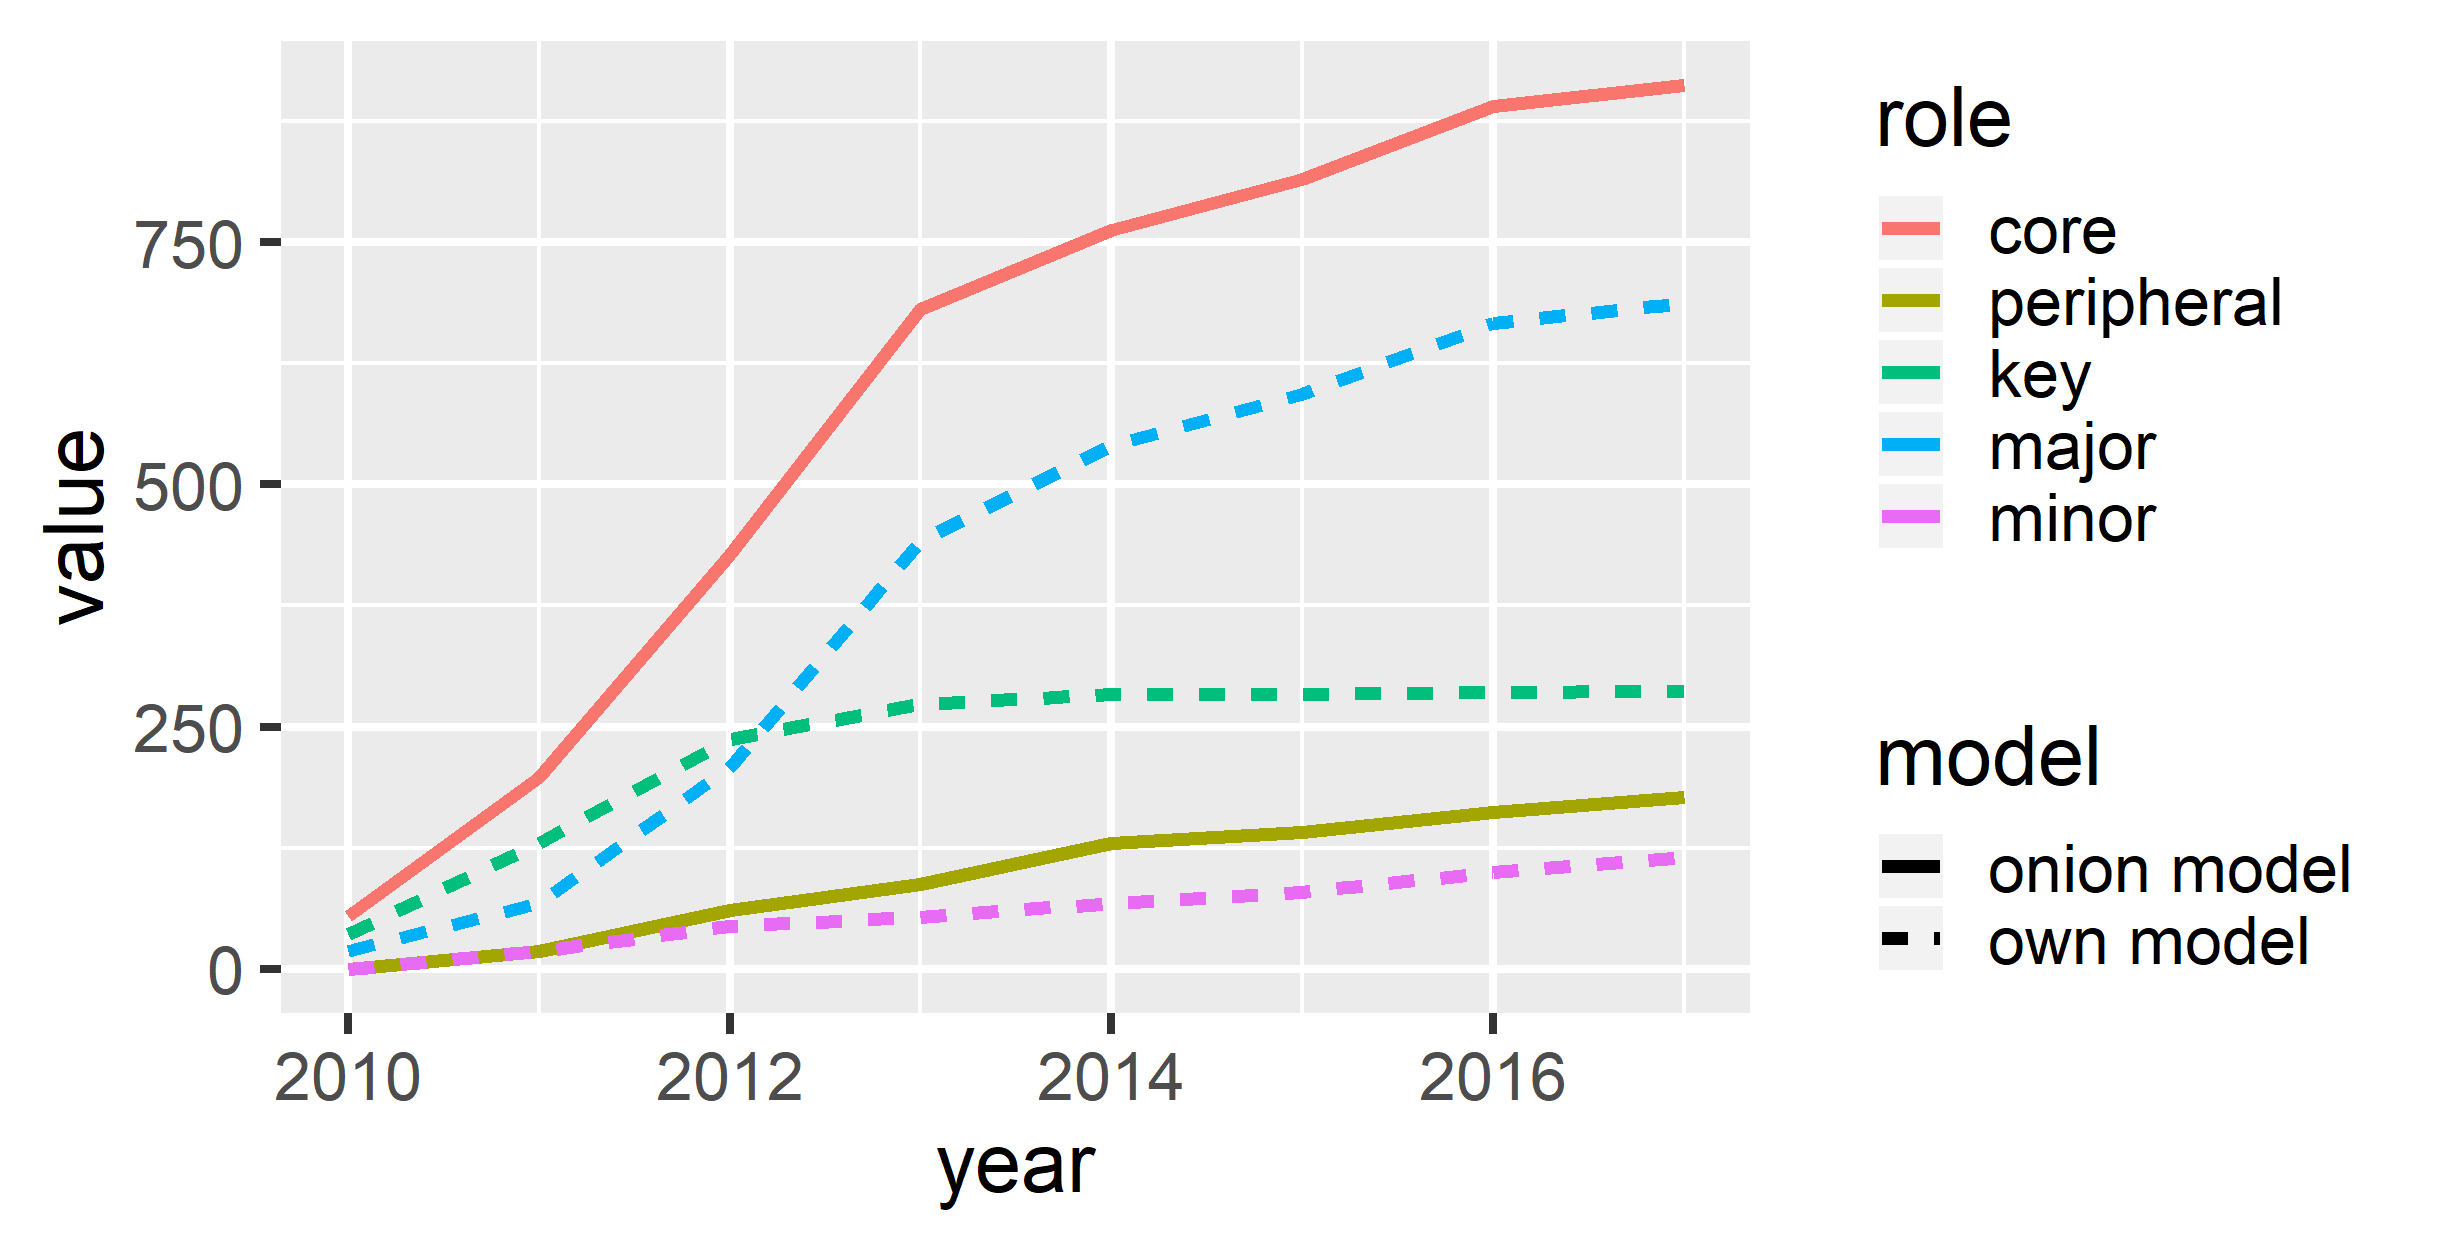 value
750
500
250
0
2010 2012 2014 2016
year
role
core
peripheral
key
major
minor
model
onion model
own model